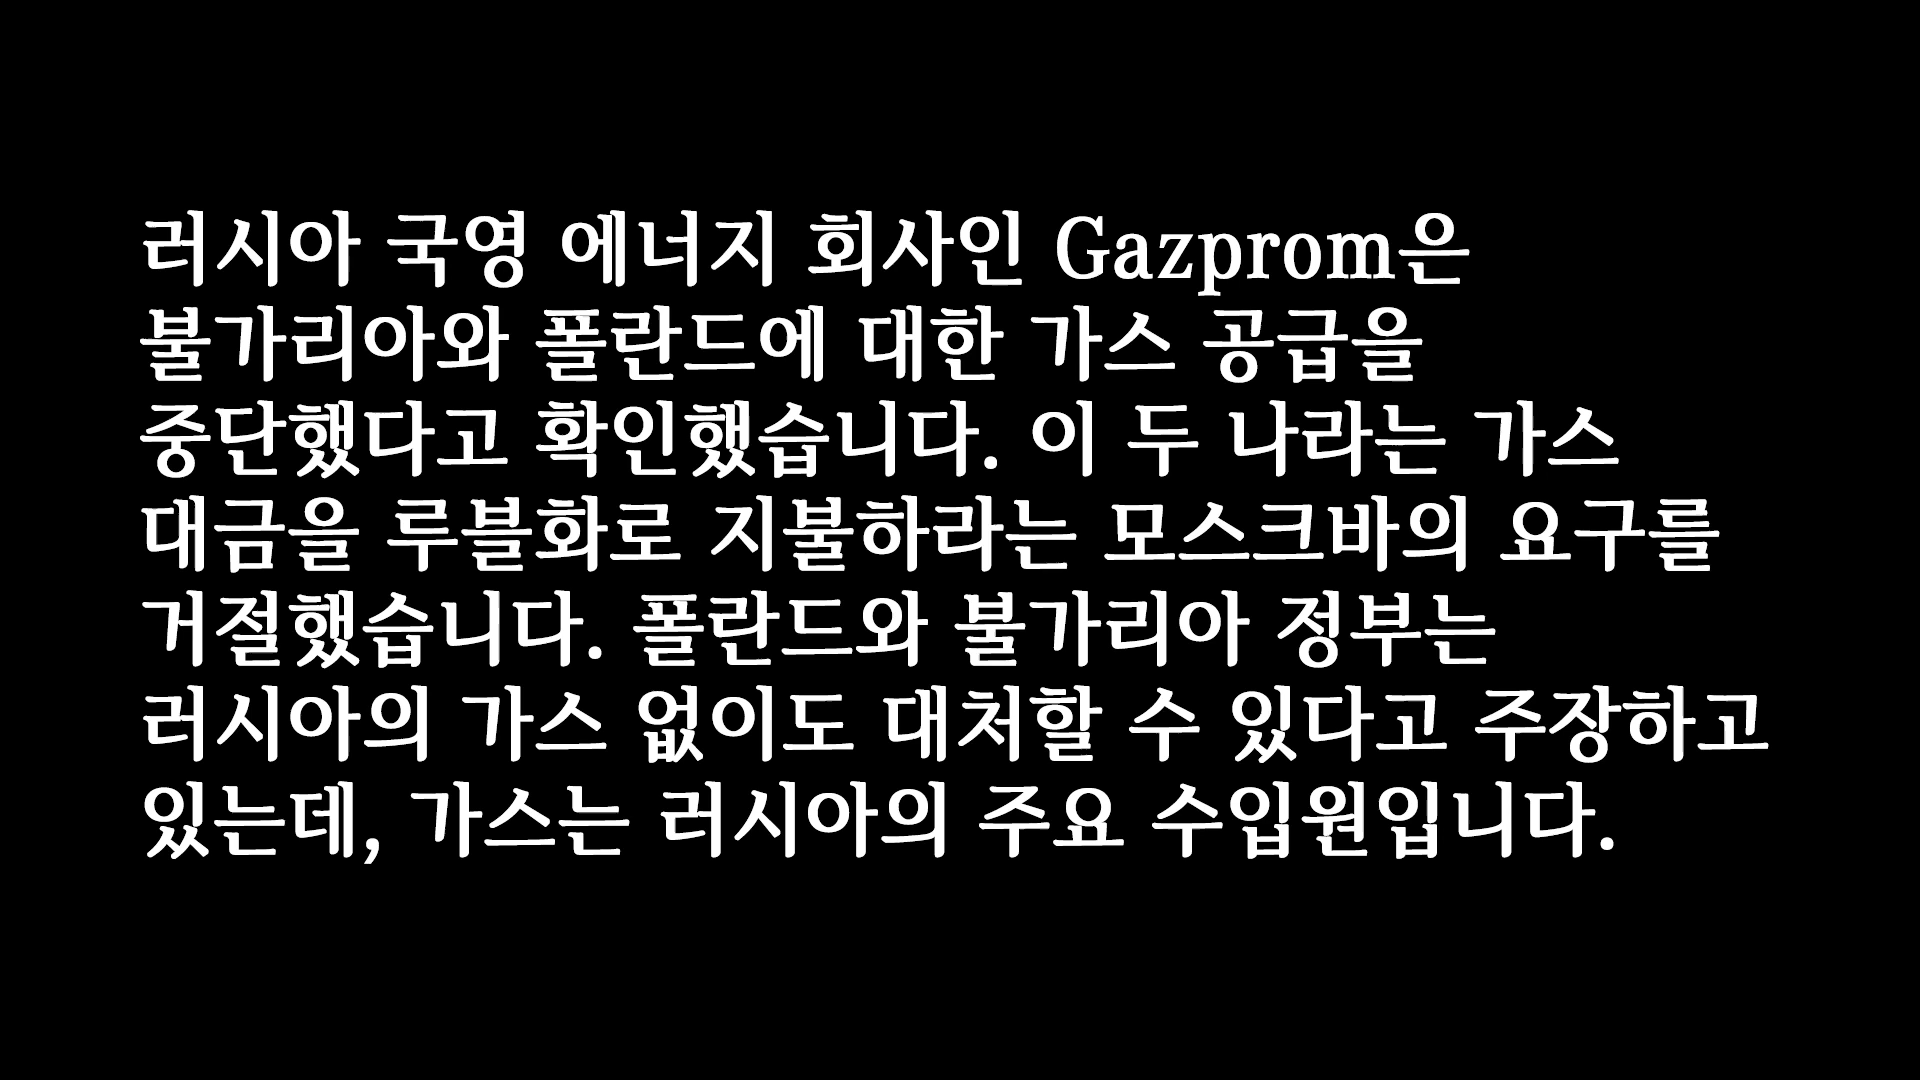 러시아 국영 에너지 회사인 Gazprom은
불가리아와 폴란드에 대한 가스 공급을
중단했다고 확인했습니다. 이 두 나라는 가스
대금을 루블화로 지불하라는 모스크바의 요구를
거절했습니다. 폴란드와 불가리아 정부는
러시아의 가스 없이도 대처할 수 있다고 주장하고
있는데, 가스는 러시아의 주요 수입원입니다.